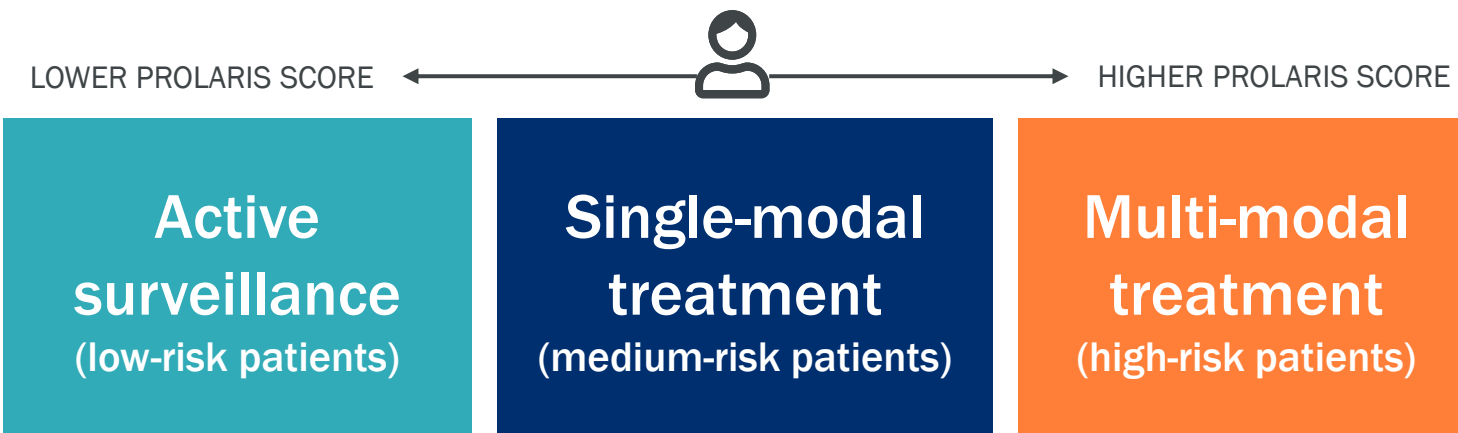 LOWER PROLARIS SCORE
HIGHER PROLARIS SCORE
Active
surveillance
(low-risk patients)
Single-modal
treatment
(medium-risk patients)
Multi-modal
treatment
(high-risk patients)